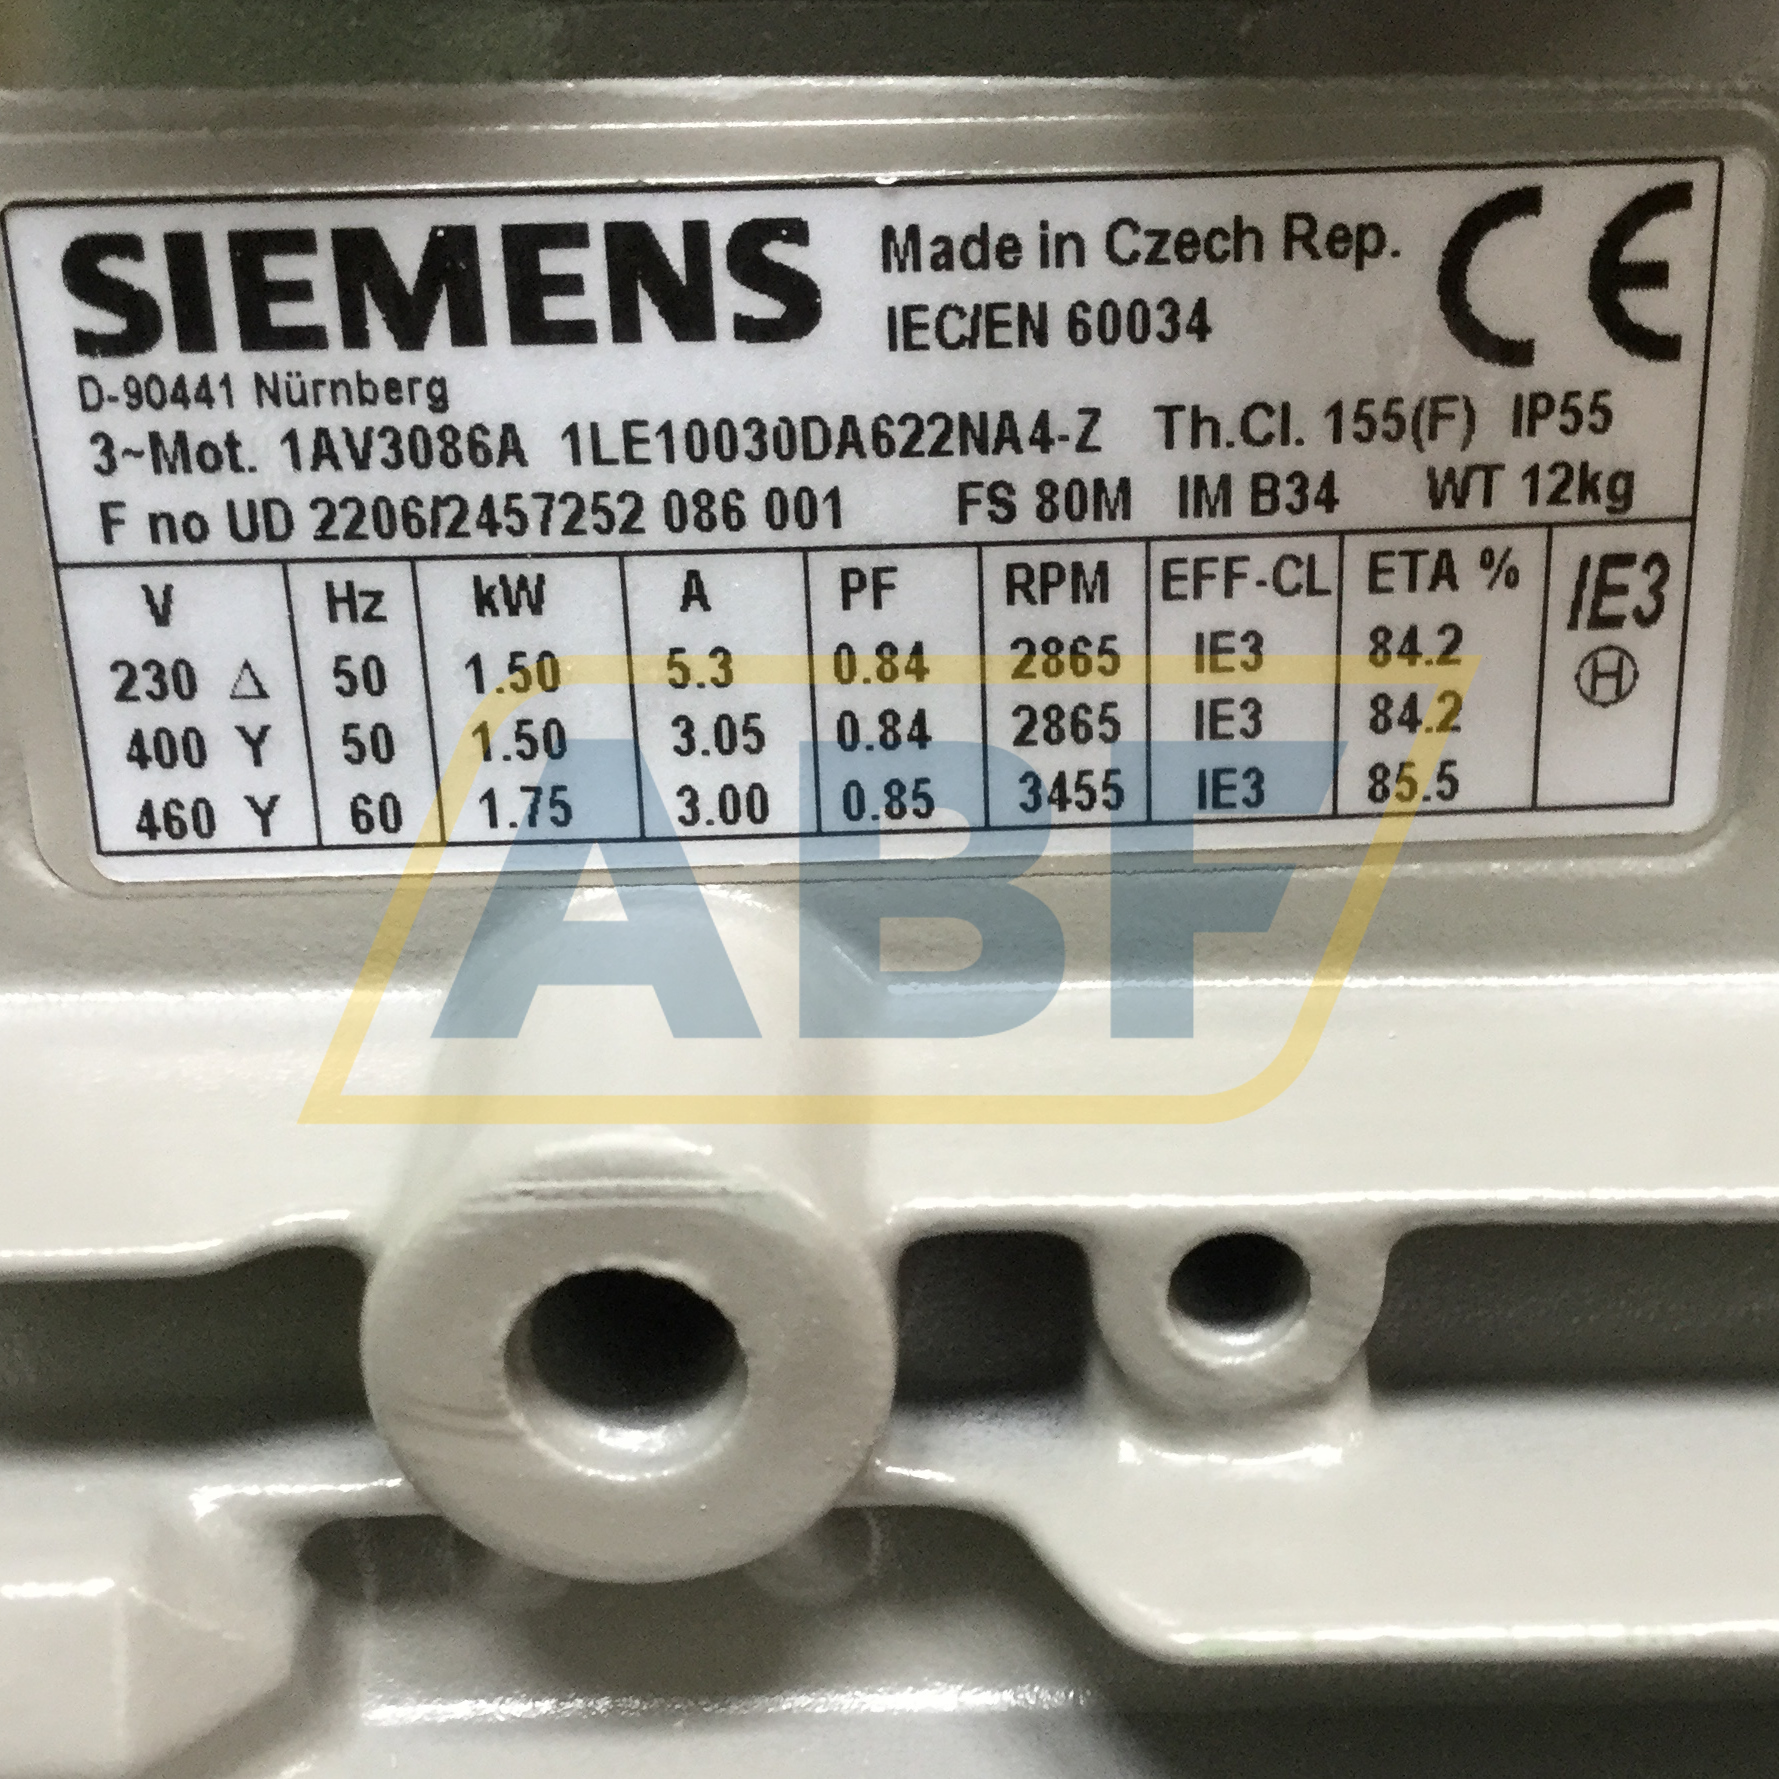 SIEMENS Made in Czech Rep. CE
IEC/EN 60034
D-90441 Nürnberg
3~Mot. 1AV3086A 1LE10030DA622NA4-Z Th.Cl. 155(F) IP55
F no UD 2206/2457252 086 001 FS 80M IM B34 WT 12kg
V Hz kW A PF RPM EFF-CL ETA % IE3
230 Δ 50 1.50 5.3 0.84 2865 IE3 84.2 H
400 Y 50 1.50 3.05 0.84 2865 IE3 84.2
460 Y 60 1.75 3.00 0.85 3455 IE3 85.5
ABF